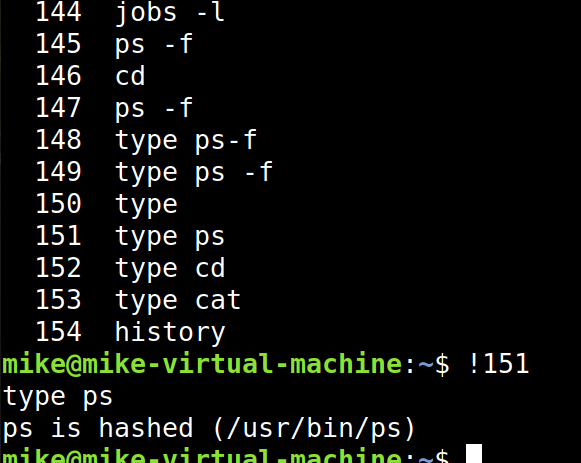 144 jobs -l
145 ps -f
146 cd
147 ps -f
148 type ps-f
149 type ps -f
150 type
151 type ps
152 type cd
153 type cat
154 history
mike@mike-virtual-machine:~$ !151
type ps
ps is hashed (/usr/bin/ps)
mike@mike-virtual-machine:~$